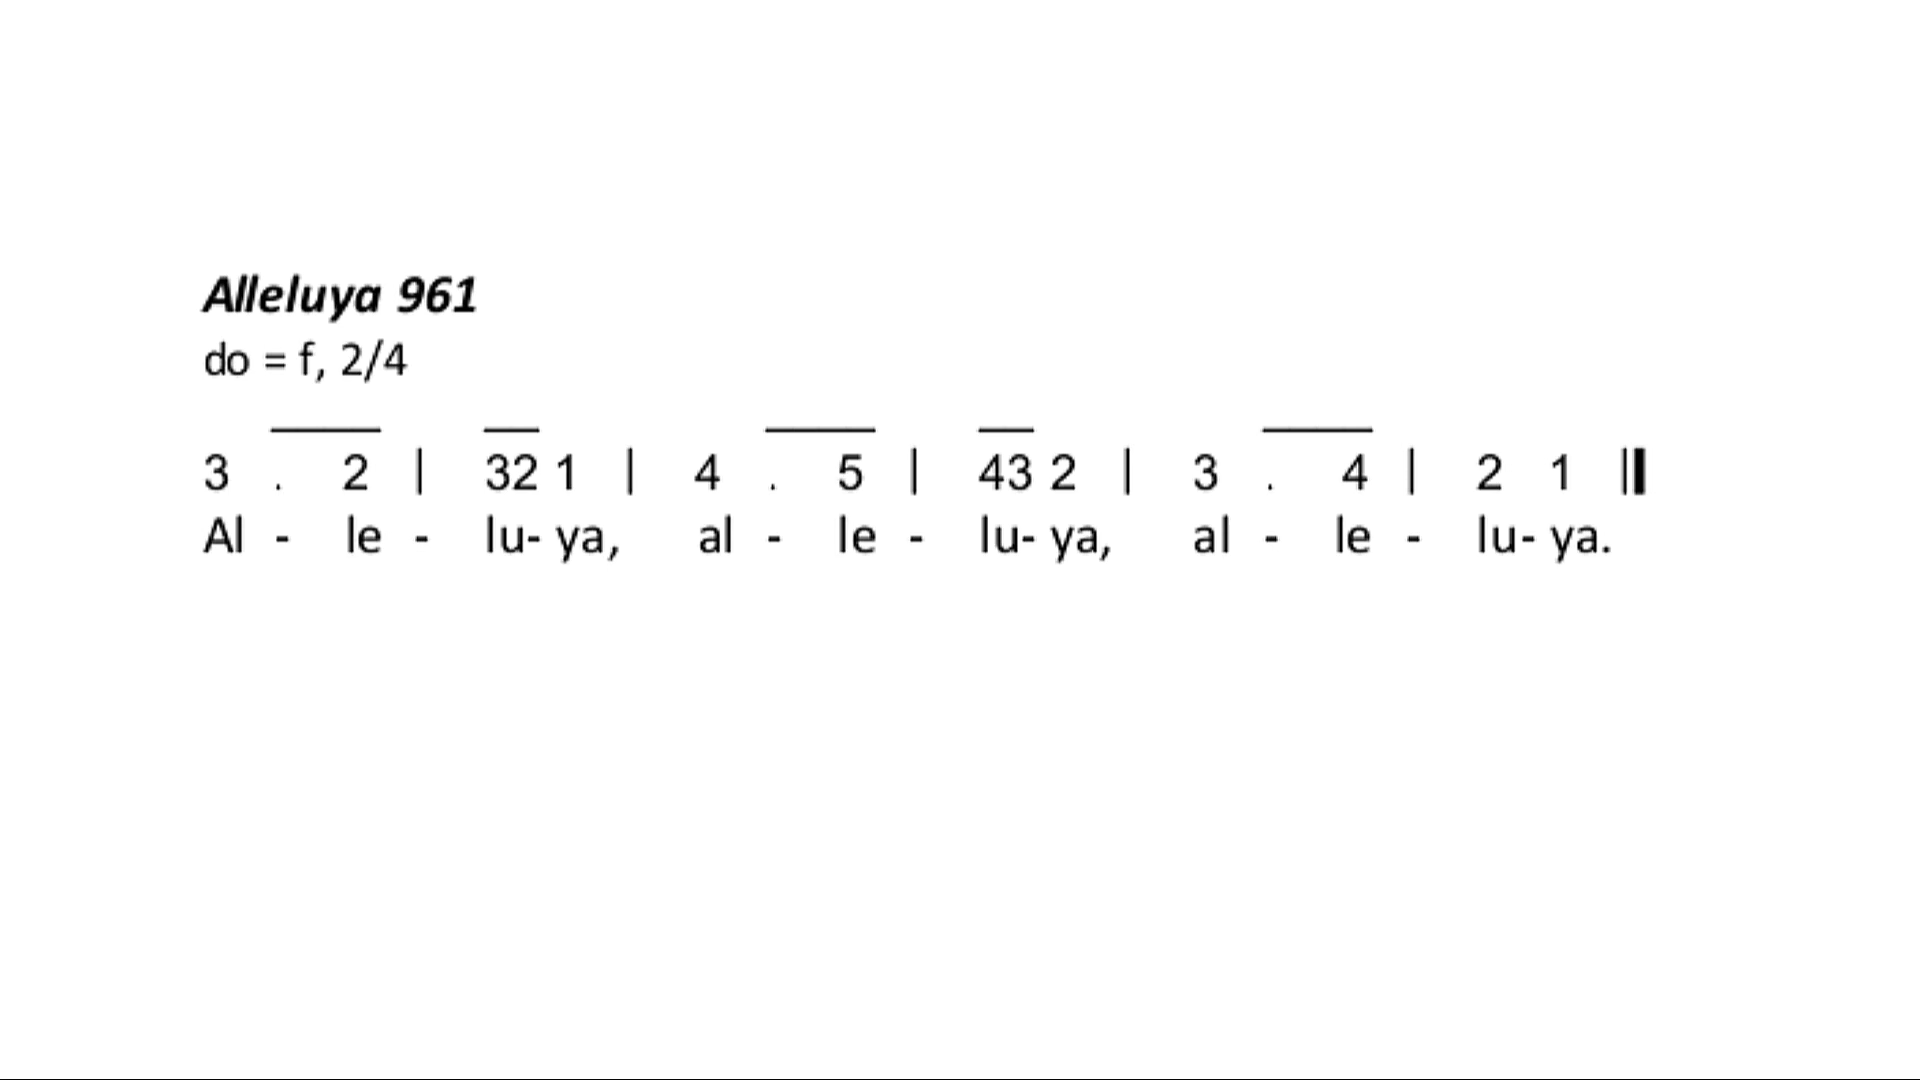 Alleluya 961
do = f, 2/4
3 . 2 | 32 1 | 4 . 5 | 43 2 | 3 . 4 | 2 1 ||
Al - le - lu- ya, al - le - lu- ya, al - le - lu- ya.